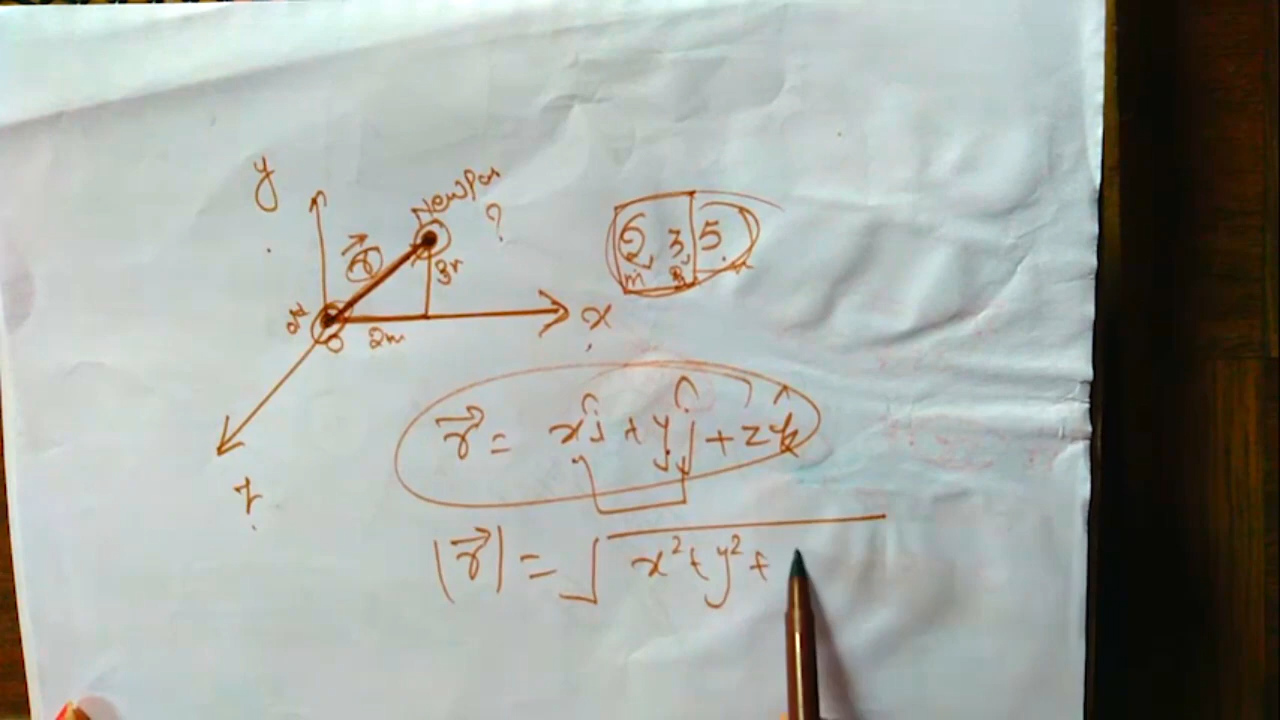 y
New Pos
?
r⃗
3m
2m
O
x
z
2, 3, 5
r⃗ = xî + yĵ + zk̂
|r⃗| = √x² + y² +